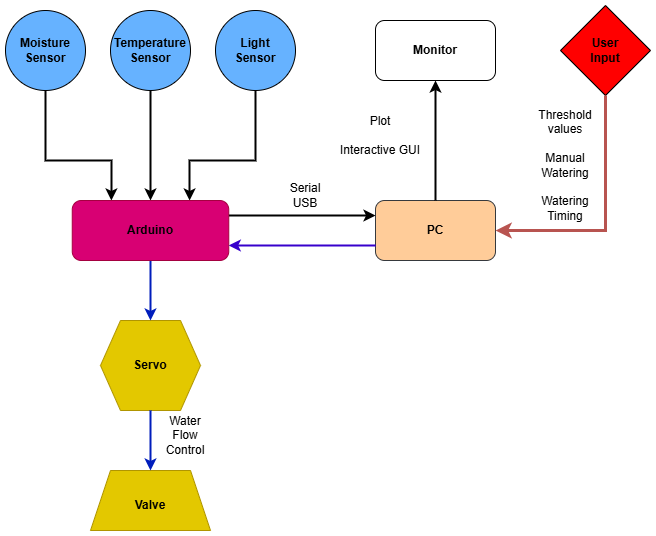 Moisture
Sensor
Temperature
Sensor
Light
Sensor
Monitor
User
Input
Plot
Interactive GUI
Threshold
values
Manual
Watering
Watering
Timing
Serial
USB
Arduino
PC
Servo
Water
Flow
Control
Valve